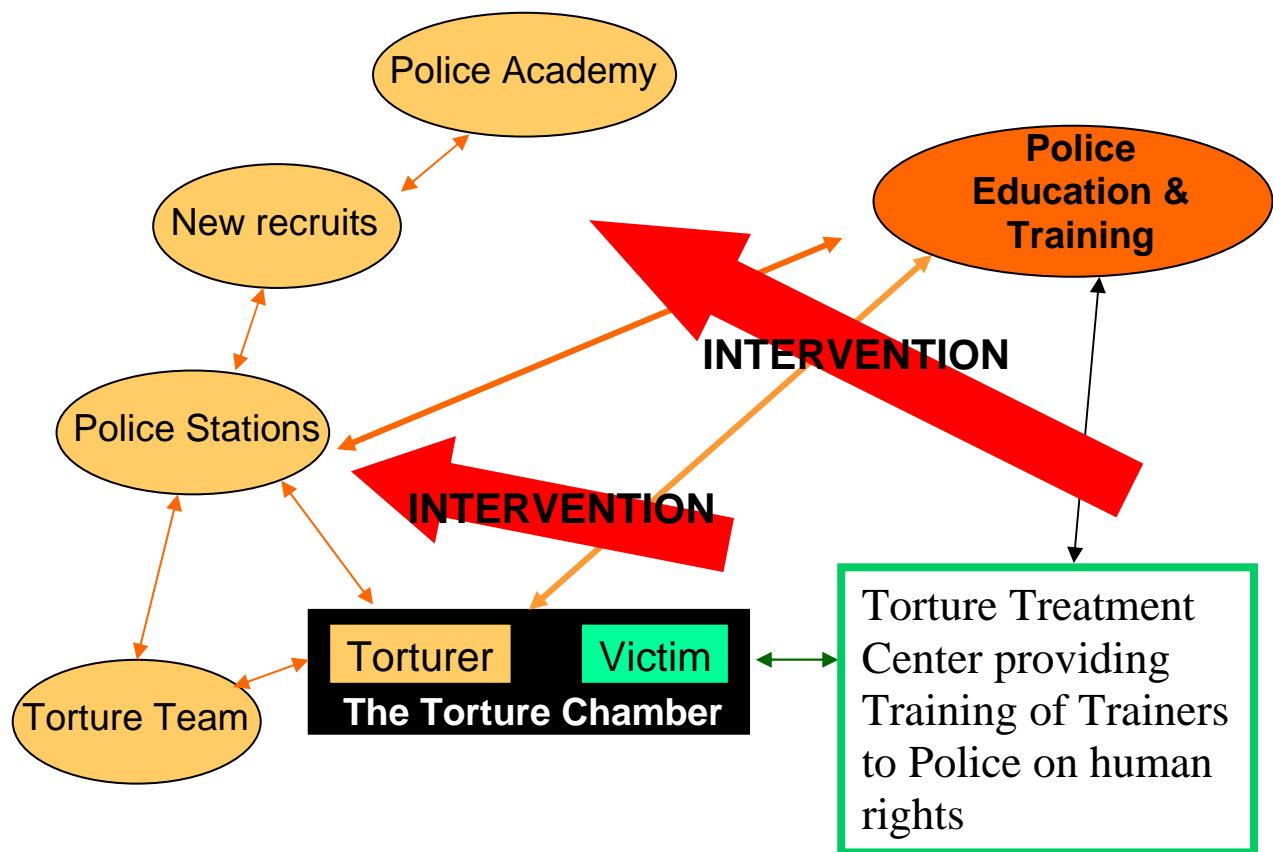 Police Academy
Police
Education &
Training
New recruits
INTERVENTION
Police Stations
INTERVENTION
Torturer
Victim
The Torture Chamber
Torture Team
Torture Treatment
Center providing
Training of Trainers
to Police on human
rights